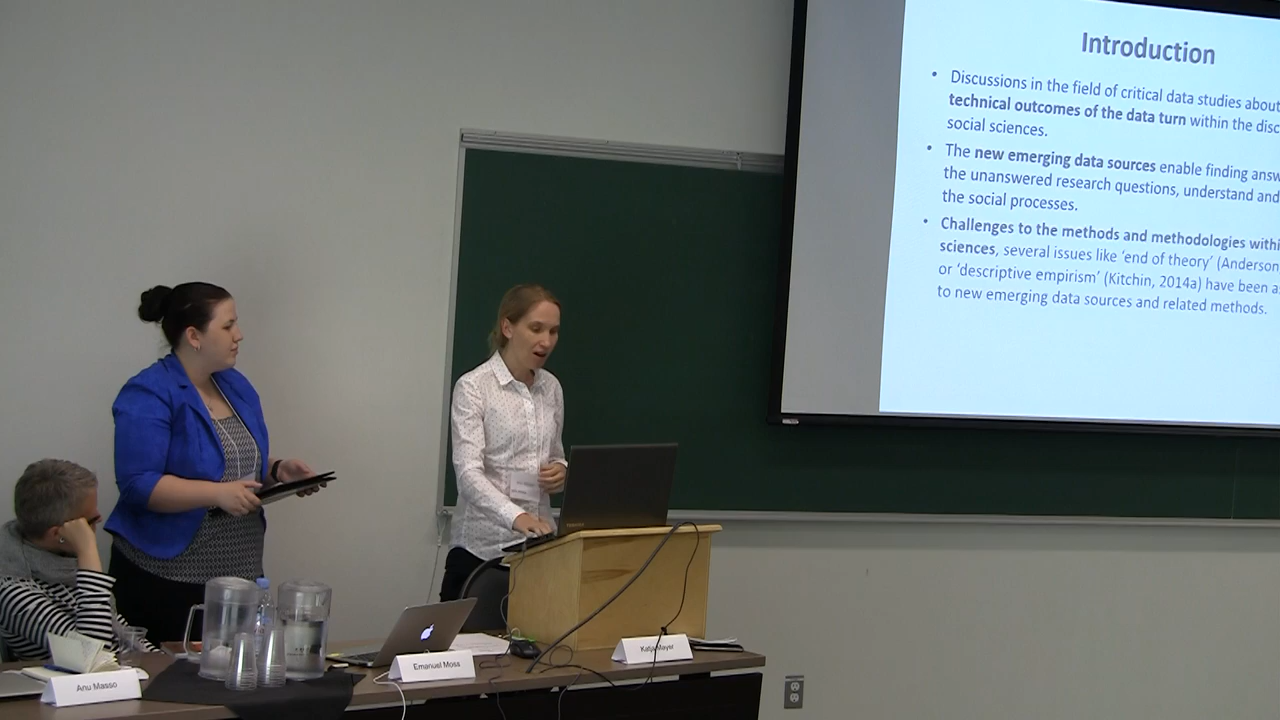 Introduction
• Discussions in the field of critical data studies about
technical outcomes of the data turn within the disc
social sciences.
• The new emerging data sources enable finding answ
the unanswered research questions, understand and
the social processes.
• Challenges to the methods and methodologies withi
sciences, several issues like ‘end of theory’ (Anderson
or ‘descriptive empirism’ (Kitchin, 2014a) have been a
to new emerging data sources and related methods.
Anu Masso
Emanuel Moss
Katja Mayer